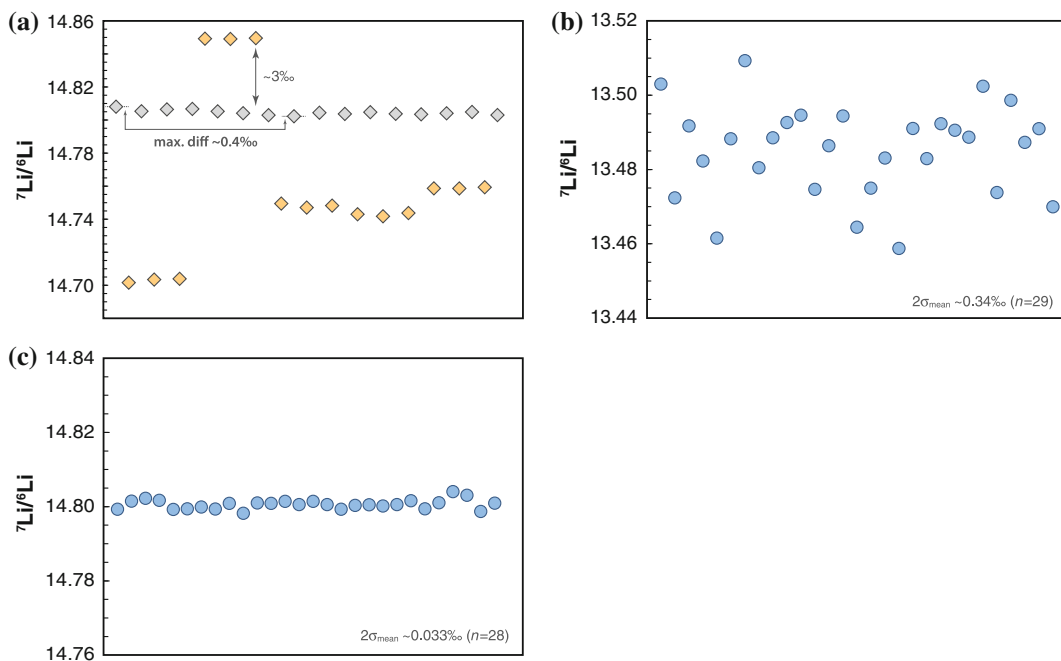 (a)
14.86
14.82
14.78
14.74
14.70
⁷Li/⁶Li
~3‰
max. diff ~0.4‰
(b)
13.52
13.50
13.48
13.46
13.44
⁷Li/⁶Li
2σmean ~0.34‰ (n=29)
(c)
14.84
14.82
14.80
14.78
14.76
⁷Li/⁶Li
2σmean ~0.033‰ (n=28)